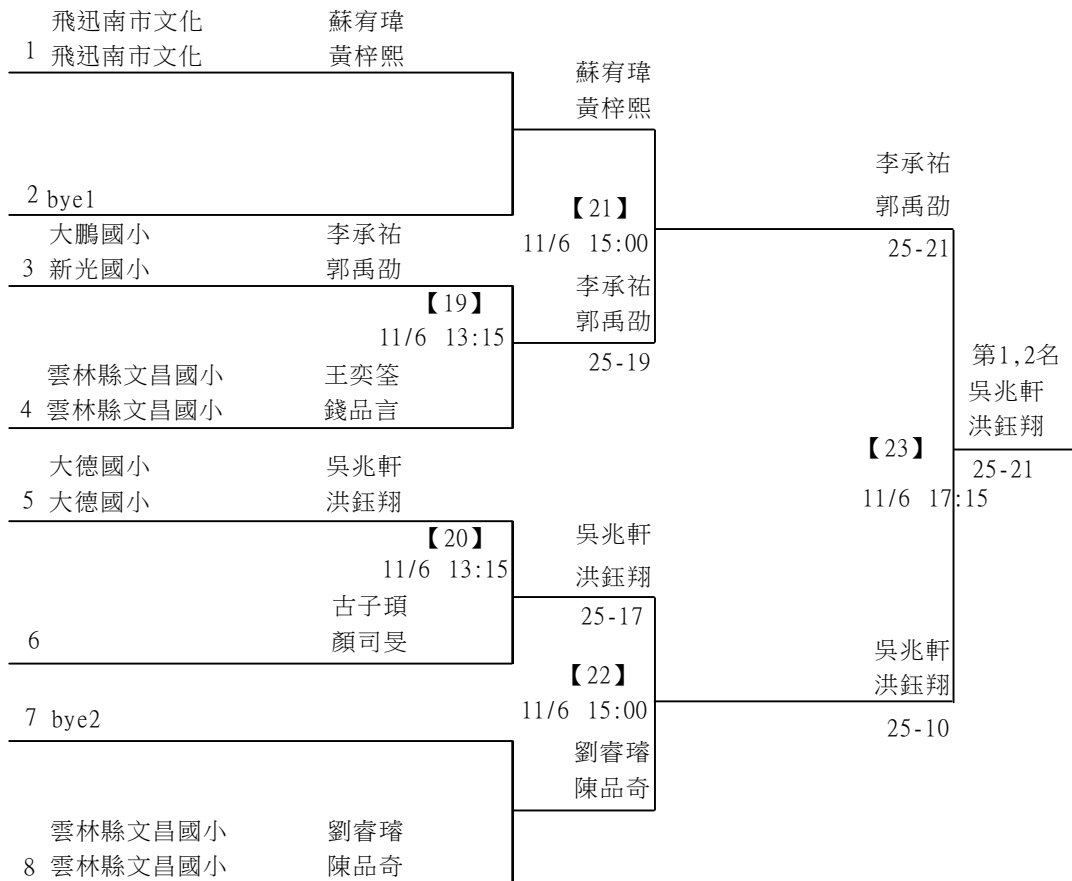 飛迅南市文化 蘇宥瑋
1 飛迅南市文化 黃梓熙
蘇宥瑋
黃梓熙
2 bye1
【21】
11/6 15:00
李承祐
郭禹劭
25-21
大鵬國小 李承祐
3 新光國小 郭禹劭
【19】
11/6 13:15
李承祐
郭禹劭
25-19
雲林縣文昌國小 王奕筌
4 雲林縣文昌國小 錢品言
第1,2名
吳兆軒
洪鈺翔
25-21
【23】
11/6 17:15
大德國小 吳兆軒
5 大德國小 洪鈺翔
【20】
11/6 13:15
吳兆軒
洪鈺翔
25-17
古子頊
6 顏司旻
【22】
11/6 15:00
吳兆軒
洪鈺翔
25-10
7 bye2
劉睿璿
陳品奇
雲林縣文昌國小 劉睿璿
8 雲林縣文昌國小 陳品奇